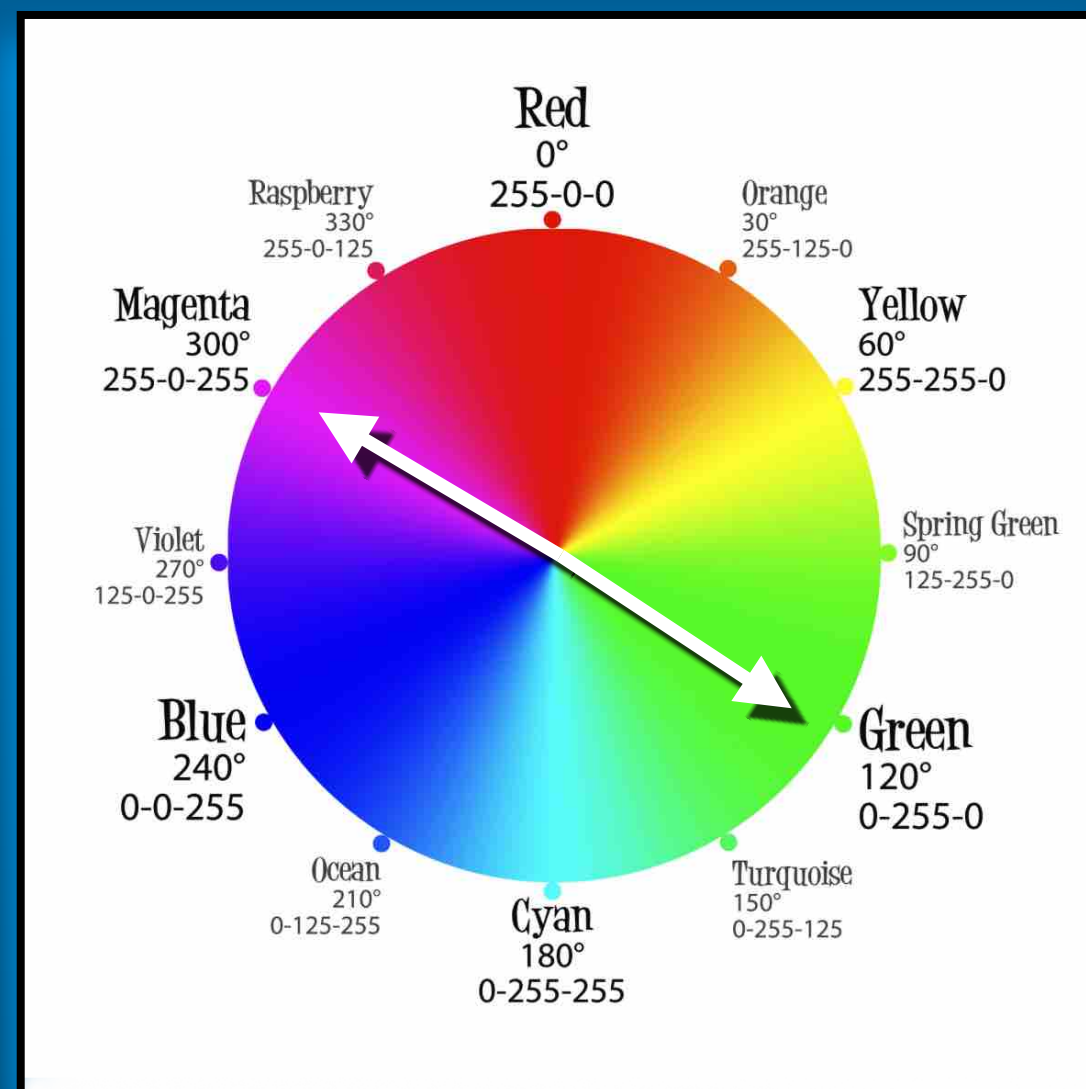 Red
0°
255-0-0
Orange
30°
255-125-0
Yellow
60°
255-255-0
Spring Green
90°
125-255-0
Green
120°
0-255-0
Turquoise
150°
0-255-125
Cyan
180°
0-255-255
Ocean
210°
0-125-255
Blue
240°
0-0-255
Violet
270°
125-0-255
Magenta
300°
255-0-255
Raspberry
330°
255-0-125